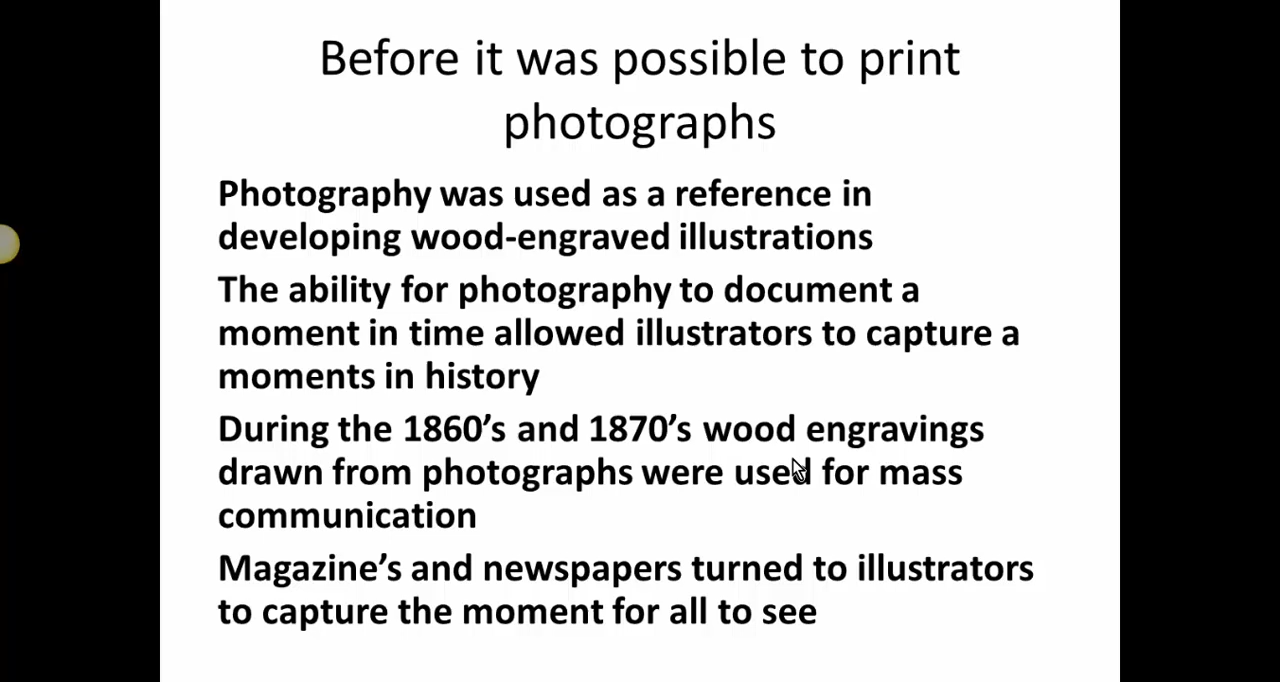 Before it was possible to print
photographs
Photography was used as a reference in
developing wood-engraved illustrations
The ability for photography to document a
moment in time allowed illustrators to capture a
moments in history
During the 1860’s and 1870’s wood engravings
drawn from photographs were used for mass
communication
Magazine’s and newspapers turned to illustrators
to capture the moment for all to see